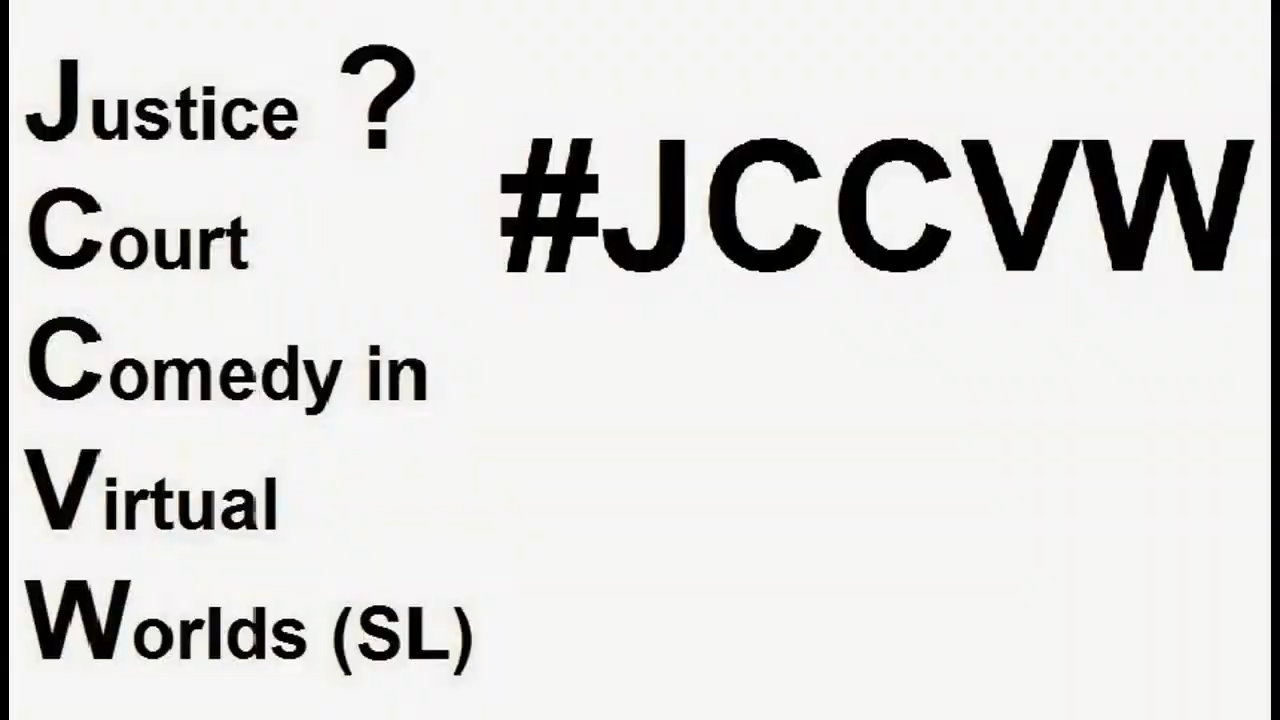 Justice ?
#JCCVW
Court
Comedy in
Virtual
Worlds (SL)